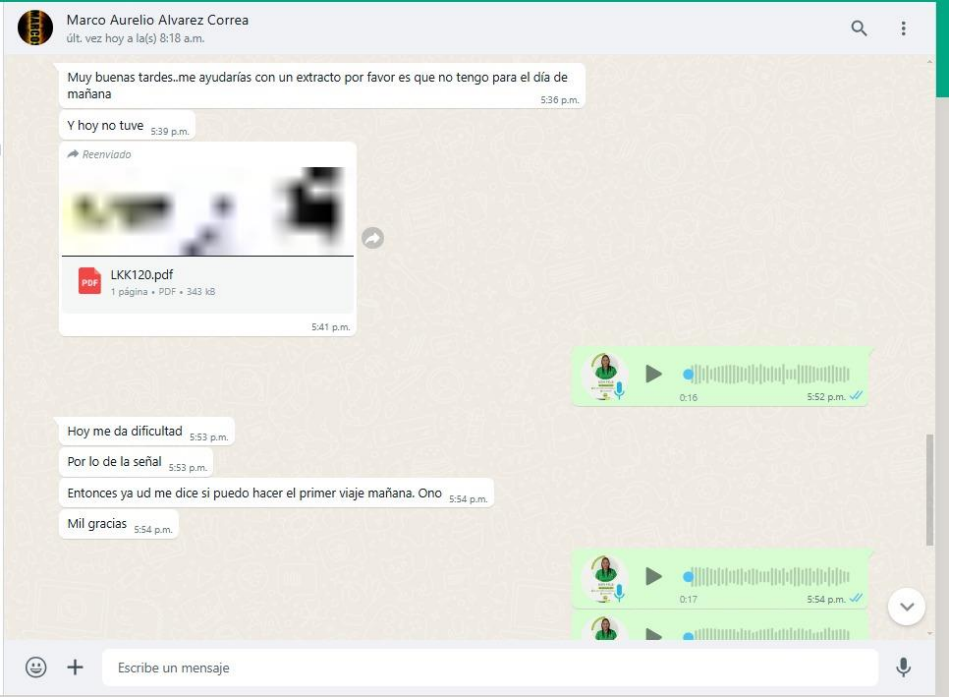 Marco Aurelio Alvarez Correa
últ. vez hoy a la(s) 8:18 a.m.
Muy buenas tardes..me ayudarías con un extracto por favor es que no tengo para el día de
mañana
5:36 p.m.
Y hoy no tuve 5:39 p.m.
Reenviado
LKK120.pdf
PDF
1 página • PDF • 343 kB
5:41 p.m.
0:16 5:52 p.m.
Hoy me da dificultad 5:53 p.m.
Por lo de la señal 5:53 p.m.
Entonces ya ud me dice si puedo hacer el primer viaje mañana. Ono 5:54 p.m.
Mil gracias 5:54 p.m.
0:17 5:54 p.m.
Escribe un mensaje